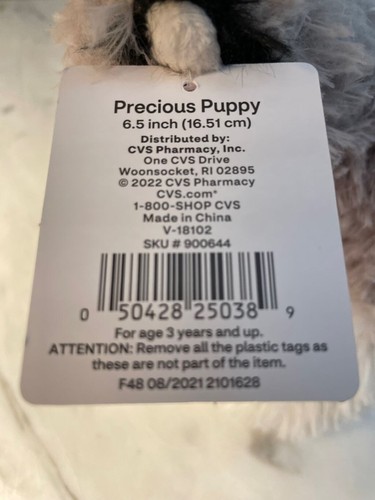 Precious Puppy
6.5 inch (16.51 cm)
Distributed by:
CVS Pharmacy, Inc.
One CVS Drive
Woonsocket, RI 02895
© 2022 CVS Pharmacy
CVS.com®
1-800-SHOP CVS
Made in China
V-18102
SKU # 900644
0 50428 25038 9
For age 3 years and up.
ATTENTION: Remove all the plastic tags as
these are not part of the item.
F48 08/2021 2101628